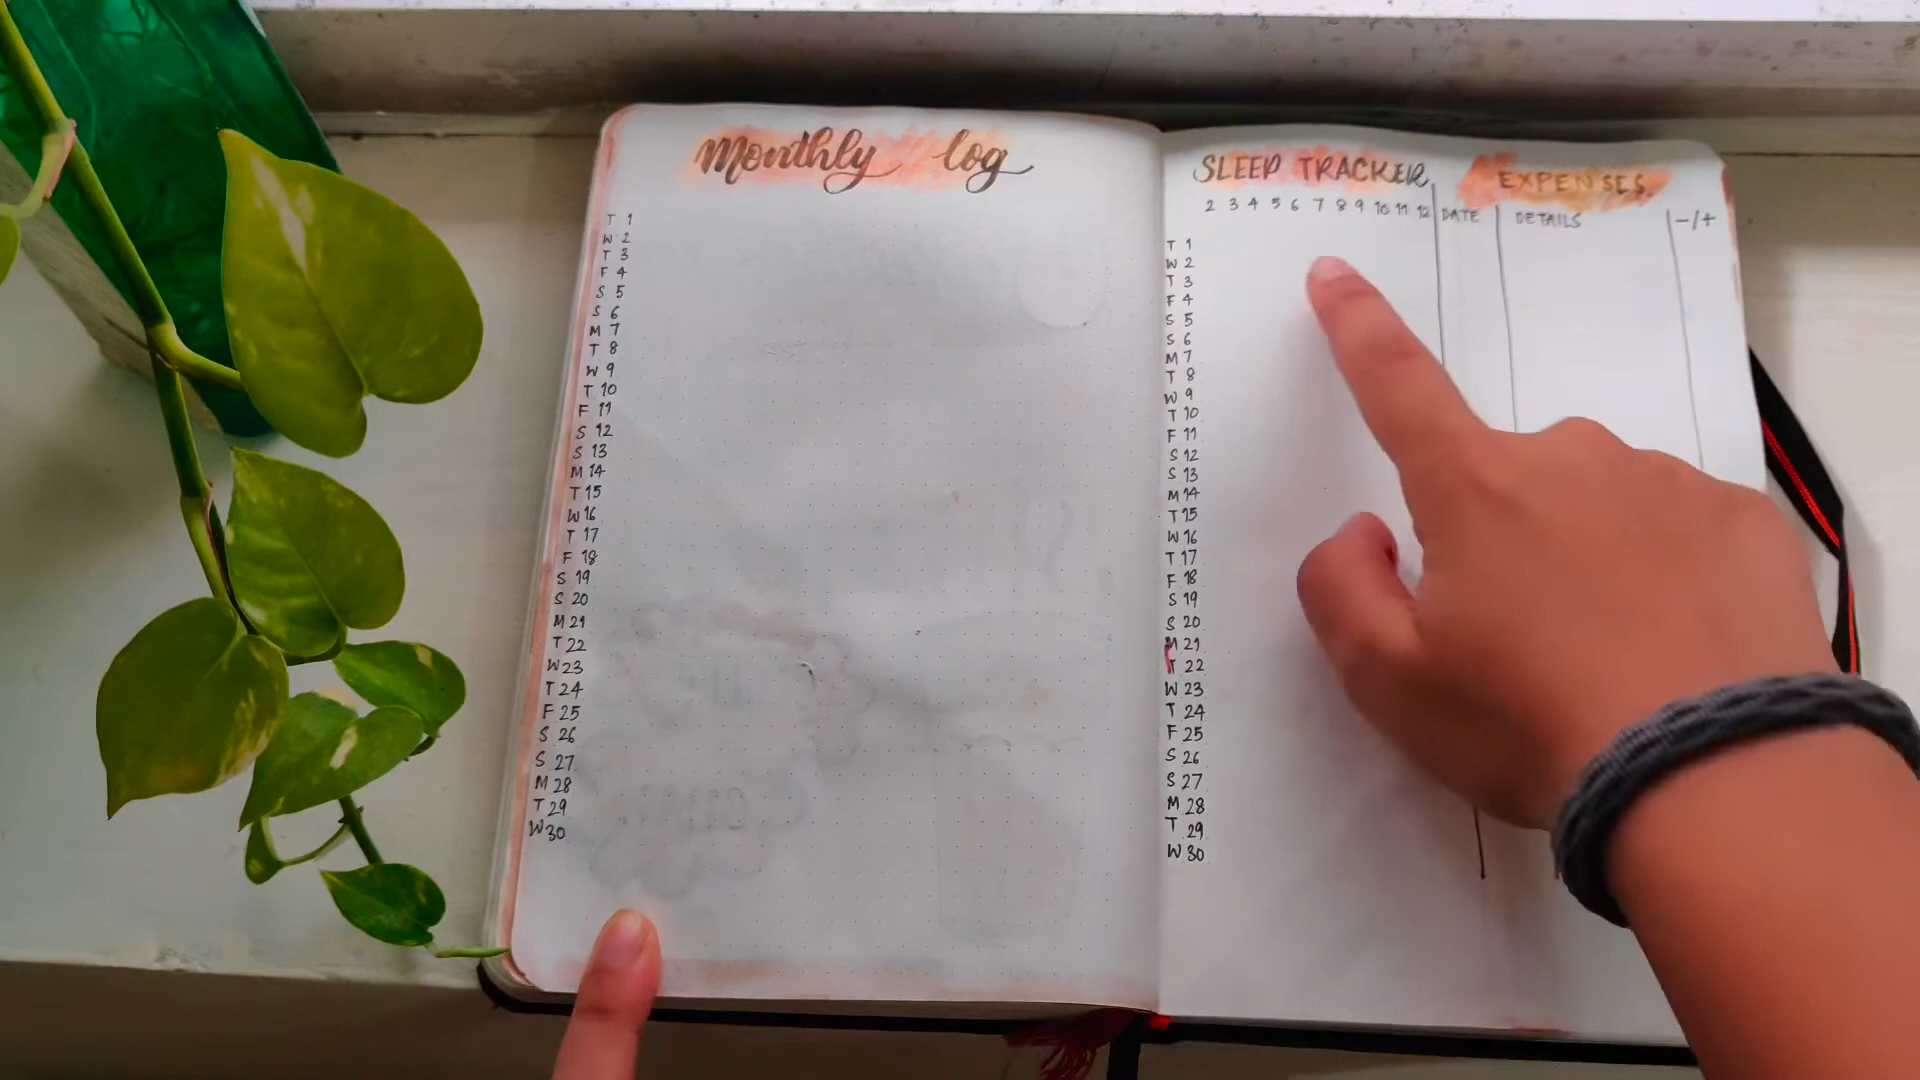 Monthly log
T 1
W 2
T 3
F 4
S 5
S 6
M 7
T 8
W 9
T 10
F 11
S 12
S 13
M 14
T 15
W 16
T 17
F 18
S 19
S 20
M 21
T 22
W 23
T 24
F 25
S 26
S 27
M 28
T 29
W 30
SLEEP TRACKER
2 3 4 5 6 7 8 9 10 11 12
T 1
W 2
T 3
F 4
S 5
S 6
M 7
T 8
W 9
T 10
F 11
S 12
S 13
M 14
T 15
W 16
T 17
F 18
S 19
S 20
M 21
T 22
W 23
T 24
F 25
S 26
S 27
M 28
T 29
W 30
EXPENSES.
DATE DETAILS -/+